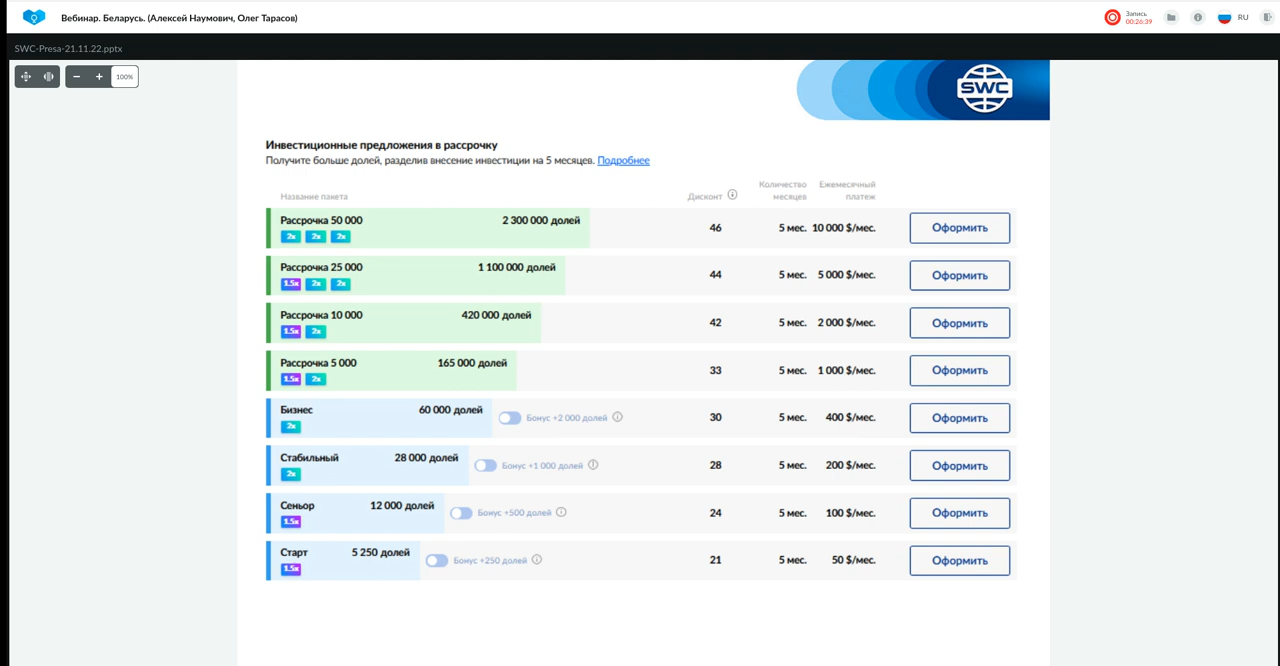 Вебинар. Беларусь. (Алексей Наумович, Олег Тарасов)
Запись
00:26:39
RU
SWC-Presa-21.11.22.pptx
100%
SWC
Инвестиционные предложения в рассрочку
Получите больше долей, разделив внесение инвестиции на 5 месяцев. Подробнее
Название пакета Дисконт Количество месяцев Ежемесячный платеж
Рассрочка 50 000 2 300 000 долей 46 5 мес. 10 000 $/мес. Оформить
2x 2x 2x
Рассрочка 25 000 1 100 000 долей 44 5 мес. 5 000 $/мес. Оформить
1.5x 2x 2x
Рассрочка 10 000 420 000 долей 42 5 мес. 2 000 $/мес. Оформить
1.5x 2x
Рассрочка 5 000 165 000 долей 33 5 мес. 1 000 $/мес. Оформить
1.5x 2x
Бизнес 60 000 долей Бонус +2 000 долей 30 5 мес. 400 $/мес. Оформить
2x
Стабильный 28 000 долей Бонус +1 000 долей 28 5 мес. 200 $/мес. Оформить
2x
Сеньор 12 000 долей Бонус +500 долей 24 5 мес. 100 $/мес. Оформить
1.5x
Старт 5 250 долей Бонус +250 долей 21 5 мес. 50 $/мес. Оформить
1.5x